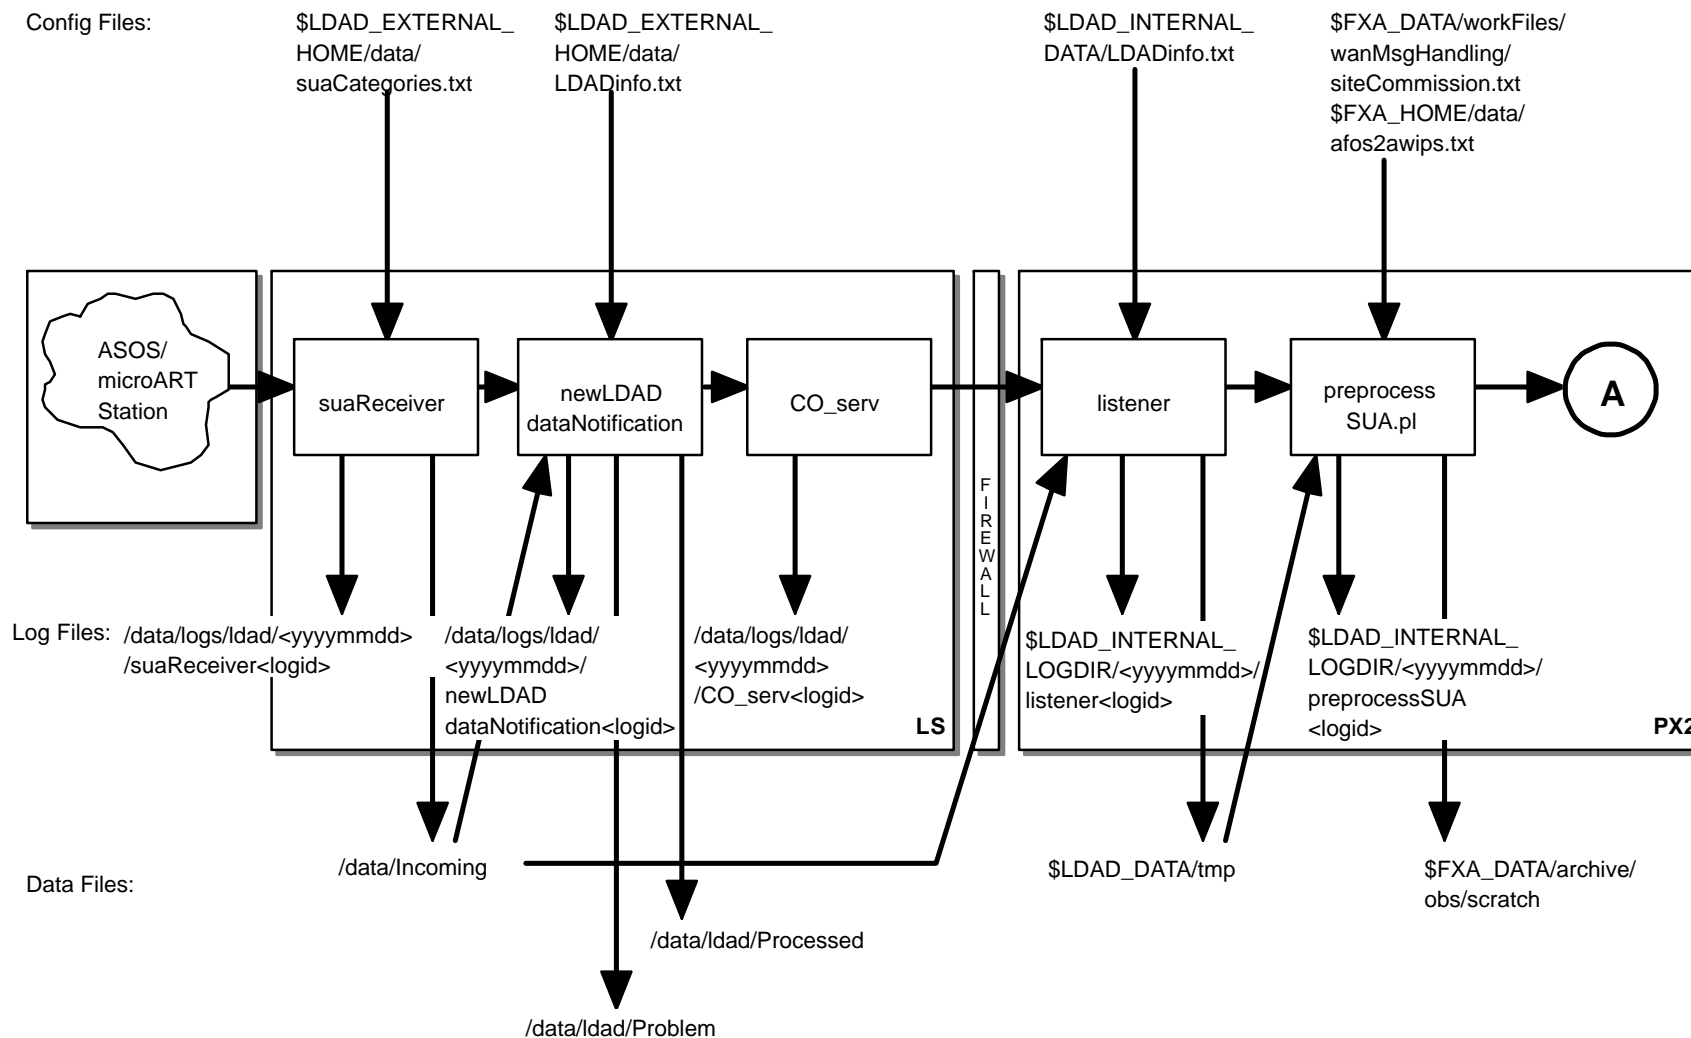 Config Files:
$LDAD_EXTERNAL_
HOME/data/
suaCategories.txt
$LDAD_EXTERNAL_
HOME/data/
LDADinfo.txt
$LDAD_INTERNAL_
DATA/LDADinfo.txt
$FXA_DATA/workFiles/
wanMsgHandling/
siteCommission.txt
$FXA_HOME/data/
afos2awips.txt
ASOS/
microART
Station
suaReceiver
newLDAD
dataNotification
CO_serv
FIREWALL
listener
preprocess
SUA.pl
A
Log Files:
/data/logs/ldad/<yyyymmdd>
/suaReceiver<logid>
/data/logs/ldad/
<yyyymmdd>/
newLDAD
dataNotification<logid>
/data/logs/ldad/
<yyyymmdd>
/CO_serv<logid>
LS
$LDAD_INTERNAL_
LOGDIR/<yyyymmdd>/
listener<logid>
$LDAD_INTERNAL_
LOGDIR/<yyyymmdd>/
preprocessSUA
<logid>
PX2
Data Files:
/data/Incoming
/data/ldad/Processed
/data/ldad/Problem
$LDAD_DATA/tmp
$FXA_DATA/archive/
obs/scratch